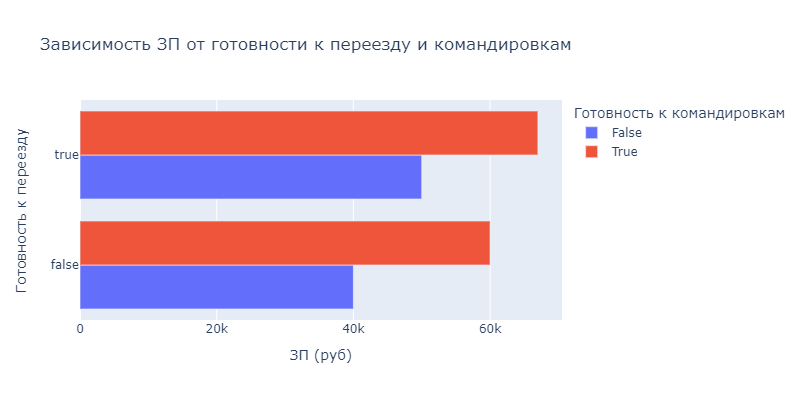 Зависимость ЗП от готовности к переезду и командировкам
Готовность к переезду
true
false
0
20k
40k
60k
ЗП (руб)
Готовность к командировкам
False
True